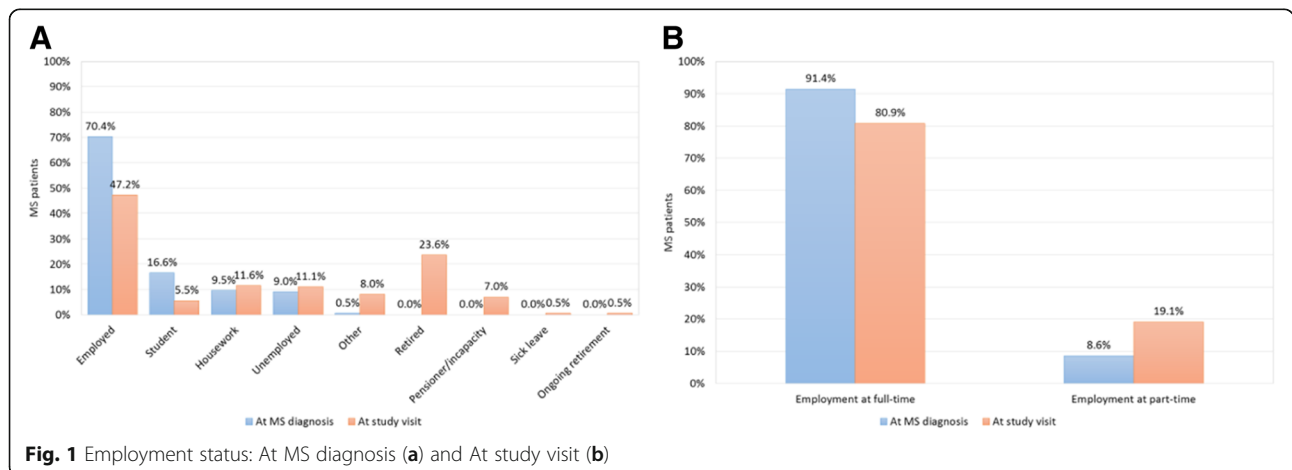 A
100%
90%
80%
70%
60%
50%
40%
30%
20%
10%
0%
MS patients
70.4%
47.2%
16.6%
5.5%
9.5%
11.6%
9.0%
11.1%
0.5%
8.0%
0.0%
23.6%
0.0%
7.0%
0.0%
0.5%
0.0%
0.5%
Employed
Student
Housework
Unemployed
Other
Retired
Pensioner/incapacity
Sick leave
Ongoing retirement
At MS diagnosis At study visit
B
100%
90%
80%
70%
60%
50%
40%
30%
20%
10%
0%
MS patients
91.4%
80.9%
8.6%
19.1%
Employment at full-time
Employment at part-time
At MS diagnosis At study visit
Fig. 1 Employment status: At MS diagnosis (a) and At study visit (b)